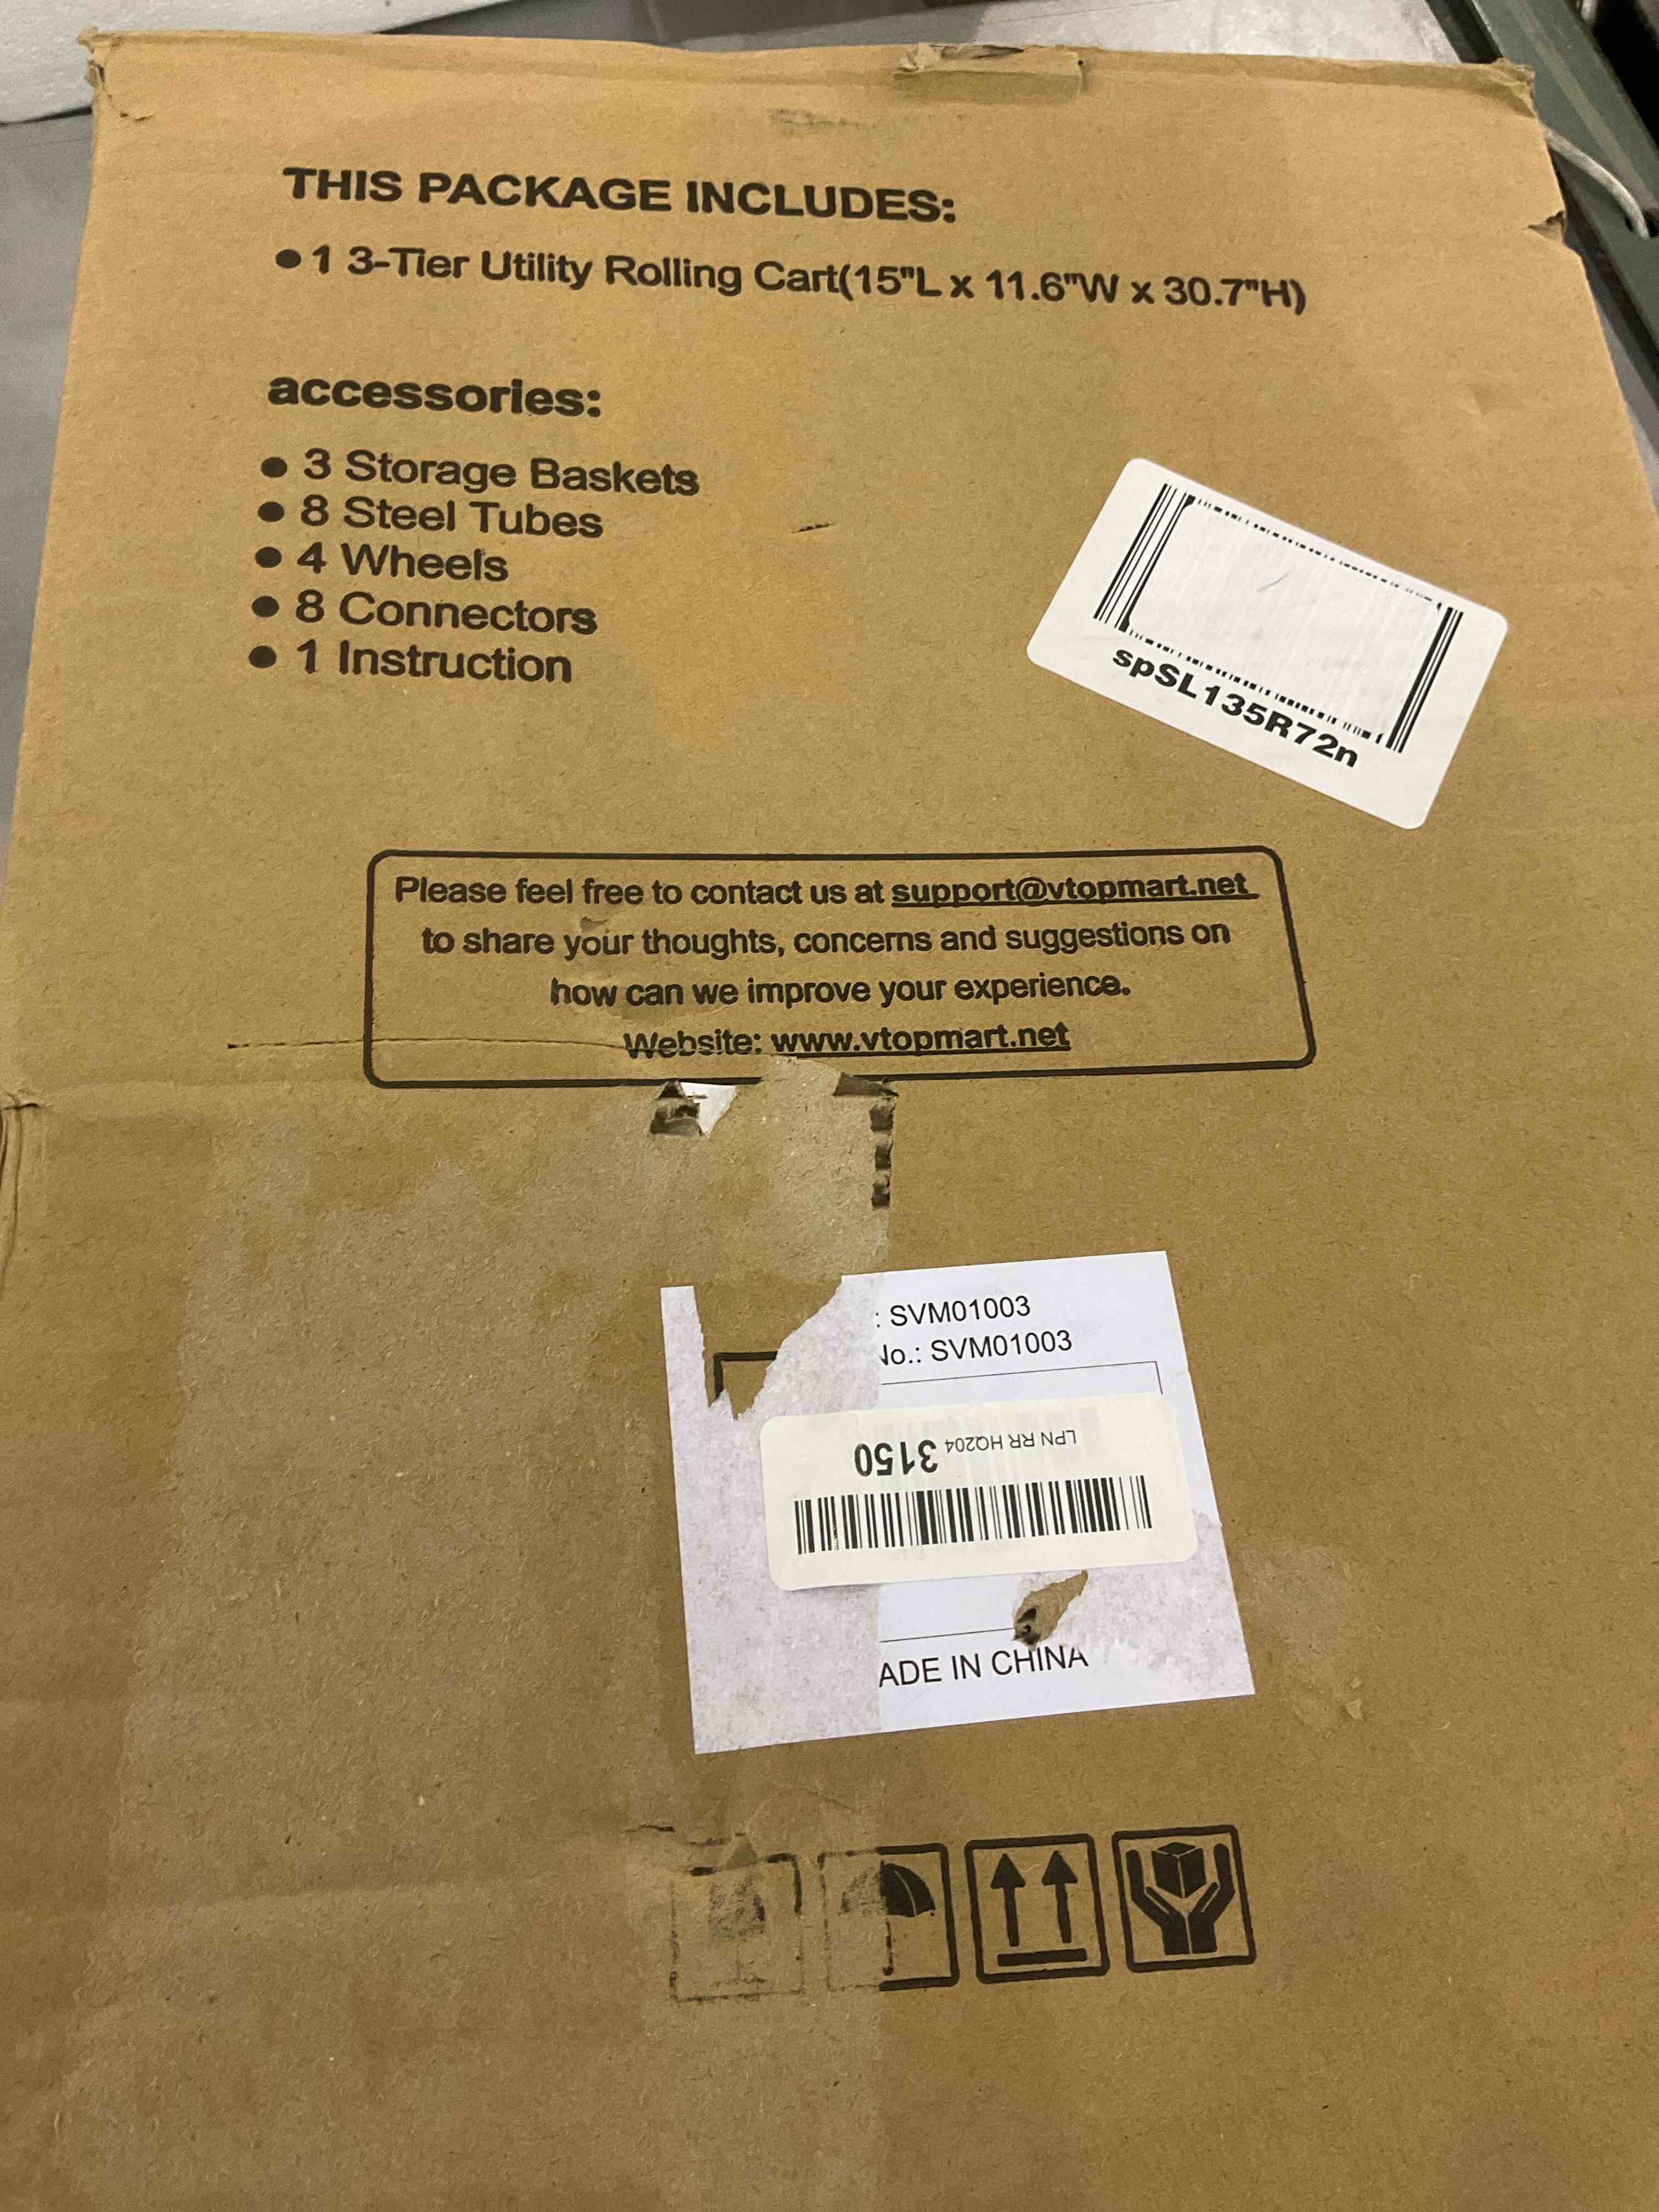 THIS PACKAGE INCLUDES:
● 1 3-Tier Utility Rolling Cart(15"L x 11.6"W x 30.7"H)
accessories:
● 3 Storage Baskets
● 8 Steel Tubes
● 4 Wheels
● 8 Connectors
● 1 Instruction
spSL135R72n
Please feel free to contact us at support@vtopmart.net
to share your thoughts, concerns and suggestions on
how can we improve your experience.
Website: www.vtopmart.net
: SVM01003
No.: SVM01003
LPN RR HQ204 3150
ADE IN CHINA